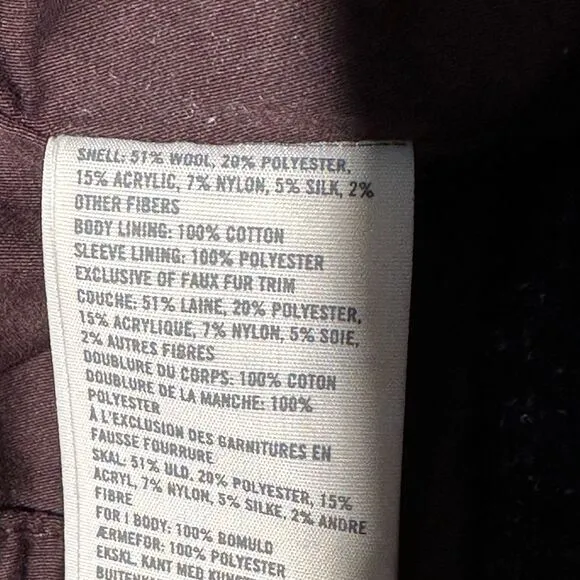 SHELL: 51% WOOL, 20% POLYESTER,
15% ACRYLIC, 7% NYLON, 5% SILK, 2%
OTHER FIBERS
BODY LINING: 100% COTTON
SLEEVE LINING: 100% POLYESTER
EXCLUSIVE OF FAUX FUR TRIM
COUCHE: 51% LAINE, 20% POLYESTER,
15% ACRYLIQUE, 7% NYLON, 5% SOIE,
2% AUTRES FIBRES
DOUBLURE DU CORPS: 100% COTON
DOUBLURE DE LA MANCHE: 100%
POLYESTER
À L'EXCLUSION DES GARNITURES EN
FAUSSE FOURRURE
SKAL: 51% ULD, 20% POLYESTER, 15%
ACRYL, 7% NYLON, 5% SILKE, 2% ANDRE
FIBRE
FOR I BODY: 100% BOMULD
ÆRMEFOR: 100% POLYESTER
EKSKL. KANT MED